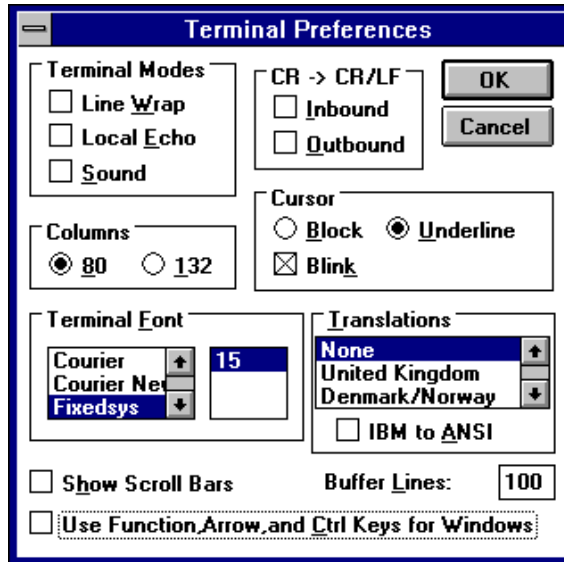 Terminal Preferences
Terminal Modes
Line Wrap
Local Echo
Sound
CR -> CR/LF
Inbound
Outbound
OK
Cancel
Columns
80
132
Cursor
Block
Underline
Blink
Terminal Font
Courier
Courier Ne
Fixedsys
15
Translations
None
United Kingdom
Denmark/Norway
IBM to ANSI
Show Scroll Bars
Buffer Lines:
100
Use Function,Arrow,and Ctrl Keys for Windows